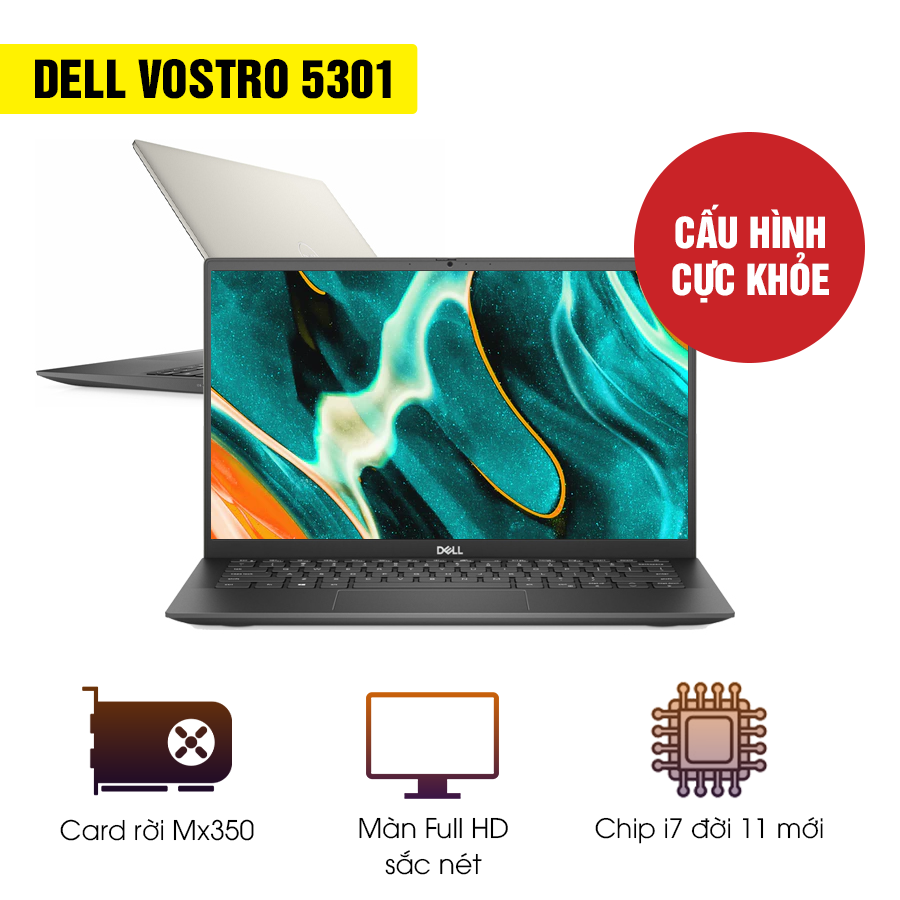 DELL VOSTRO 5301
CẤU HÌNH
CỰC KHỎE
DELL
Card rời Mx350
Màn Full HD
sắc nét
Chip i7 đời 11 mới